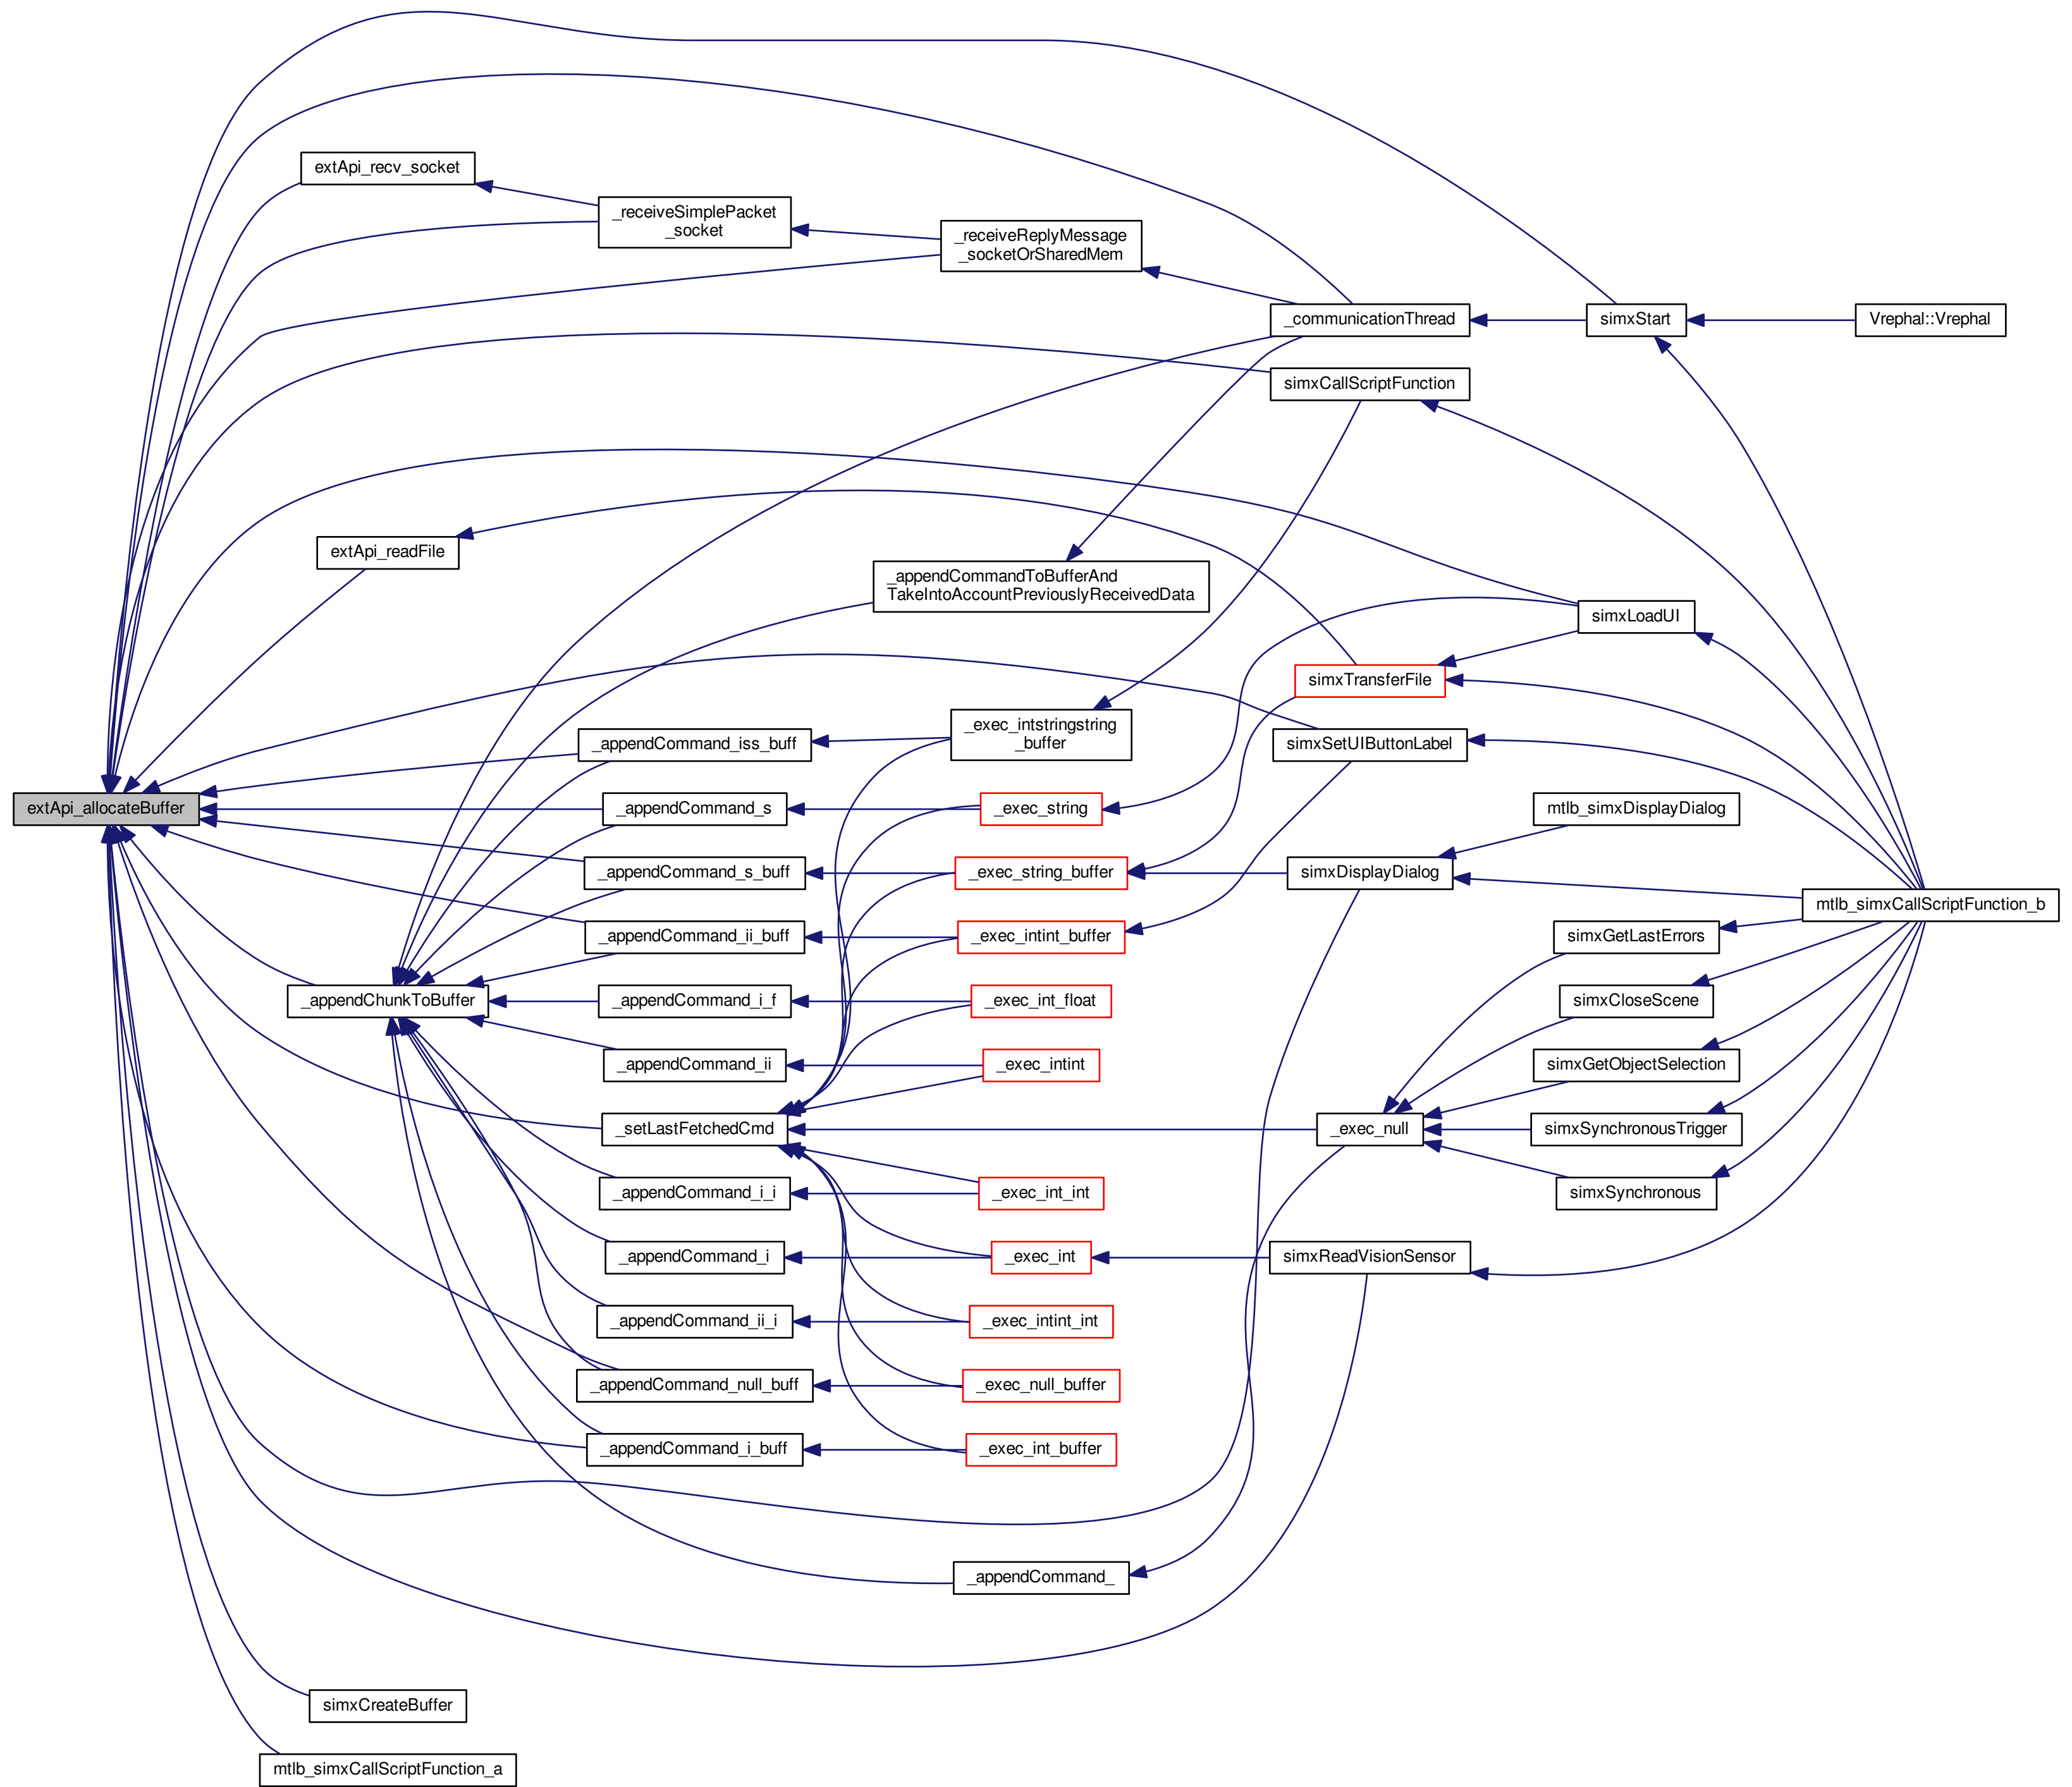 extApi_recv_socket
_receiveSimplePacket
_socket
_receiveReplyMessage
_socketOrSharedMem
_communicationThread
simxStart
Vrephal::Vrephal
simxCallScriptFunction
extApi_readFile
_appendCommandToBufferAnd
TakeIntoAccountPreviouslyReceivedData
simxLoadUI
simxTransferFile
_appendCommand_iss_buff
_exec_intstringstring
_buffer
simxSetUIButtonLabel
extApi_allocateBuffer
_appendCommand_s
_exec_string
mtlb_simxDisplayDialog
_appendCommand_s_buff
_exec_string_buffer
simxDisplayDialog
mtlb_simxCallScriptFunction_b
_appendCommand_ii_buff
_exec_intint_buffer
simxGetLastErrors
_appendChunkToBuffer
_appendCommand_i_f
_exec_int_float
simxCloseScene
_appendCommand_ii
_exec_intint
simxGetObjectSelection
_setLastFetchedCmd
_exec_null
simxSynchronousTrigger
_appendCommand_i_i
_exec_int_int
simxSynchronous
_appendCommand_i
_exec_int
simxReadVisionSensor
_appendCommand_ii_i
_exec_intint_int
_appendCommand_null_buff
_exec_null_buffer
_appendCommand_i_buff
_exec_int_buffer
_appendCommand_
simxCreateBuffer
mtlb_simxCallScriptFunction_a